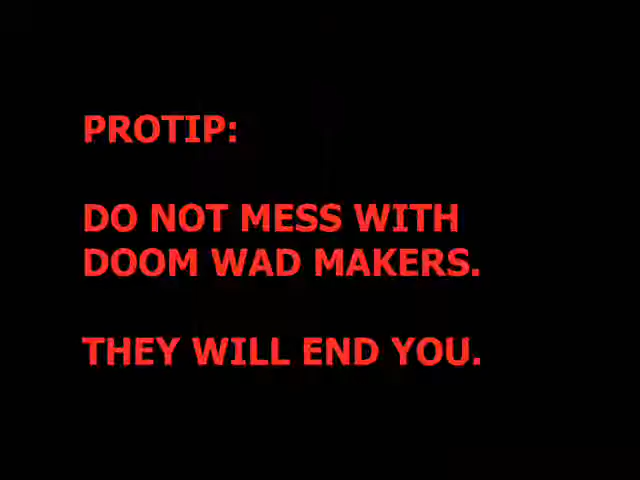 PROTIP:
DO NOT MESS WITH
DOOM WAD MAKERS.
THEY WILL END YOU.